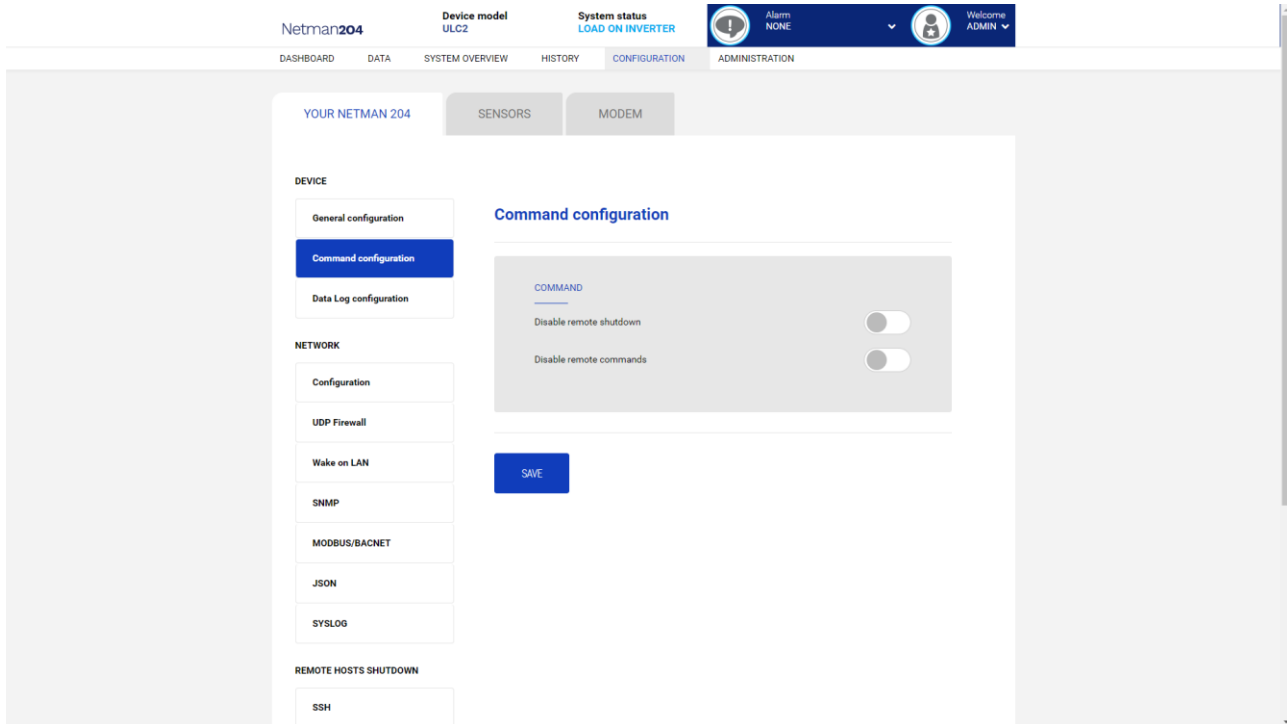 Netman204
Device model
ULC2
System status
LOAD ON INVERTER
Alarm
NONE
Welcome
ADMIN
DASHBOARD DATA SYSTEM OVERVIEW HISTORY CONFIGURATION ADMINISTRATION
YOUR NETMAN 204 SENSORS MODEM
DEVICE
General configuration
Command configuration
Data Log configuration
NETWORK
Configuration
UDP Firewall
Wake on LAN
SNMP
MODBUS/BACNET
JSON
SYSLOG
REMOTE HOSTS SHUTDOWN
SSH
Command configuration
COMMAND
Disable remote shutdown
Disable remote commands
SAVE